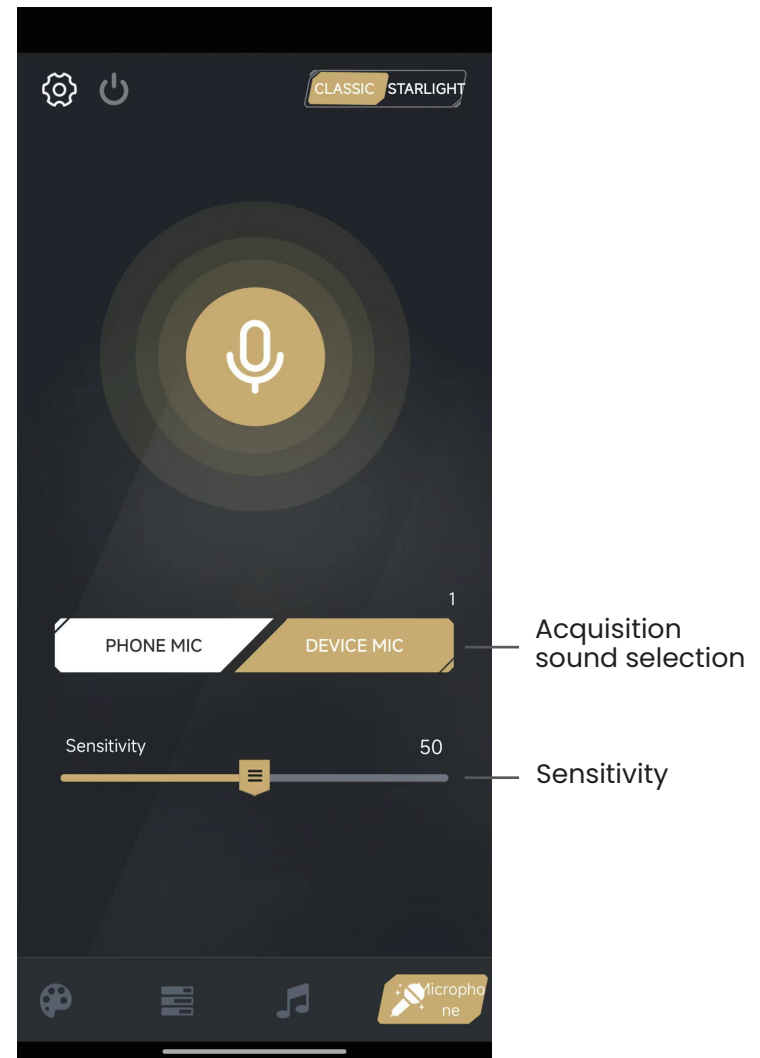 CLASSIC STARLIGHT
1
PHONE MIC DEVICE MIC
Acquisition
sound selection
Sensitivity 50
Sensitivity
Micropho
ne